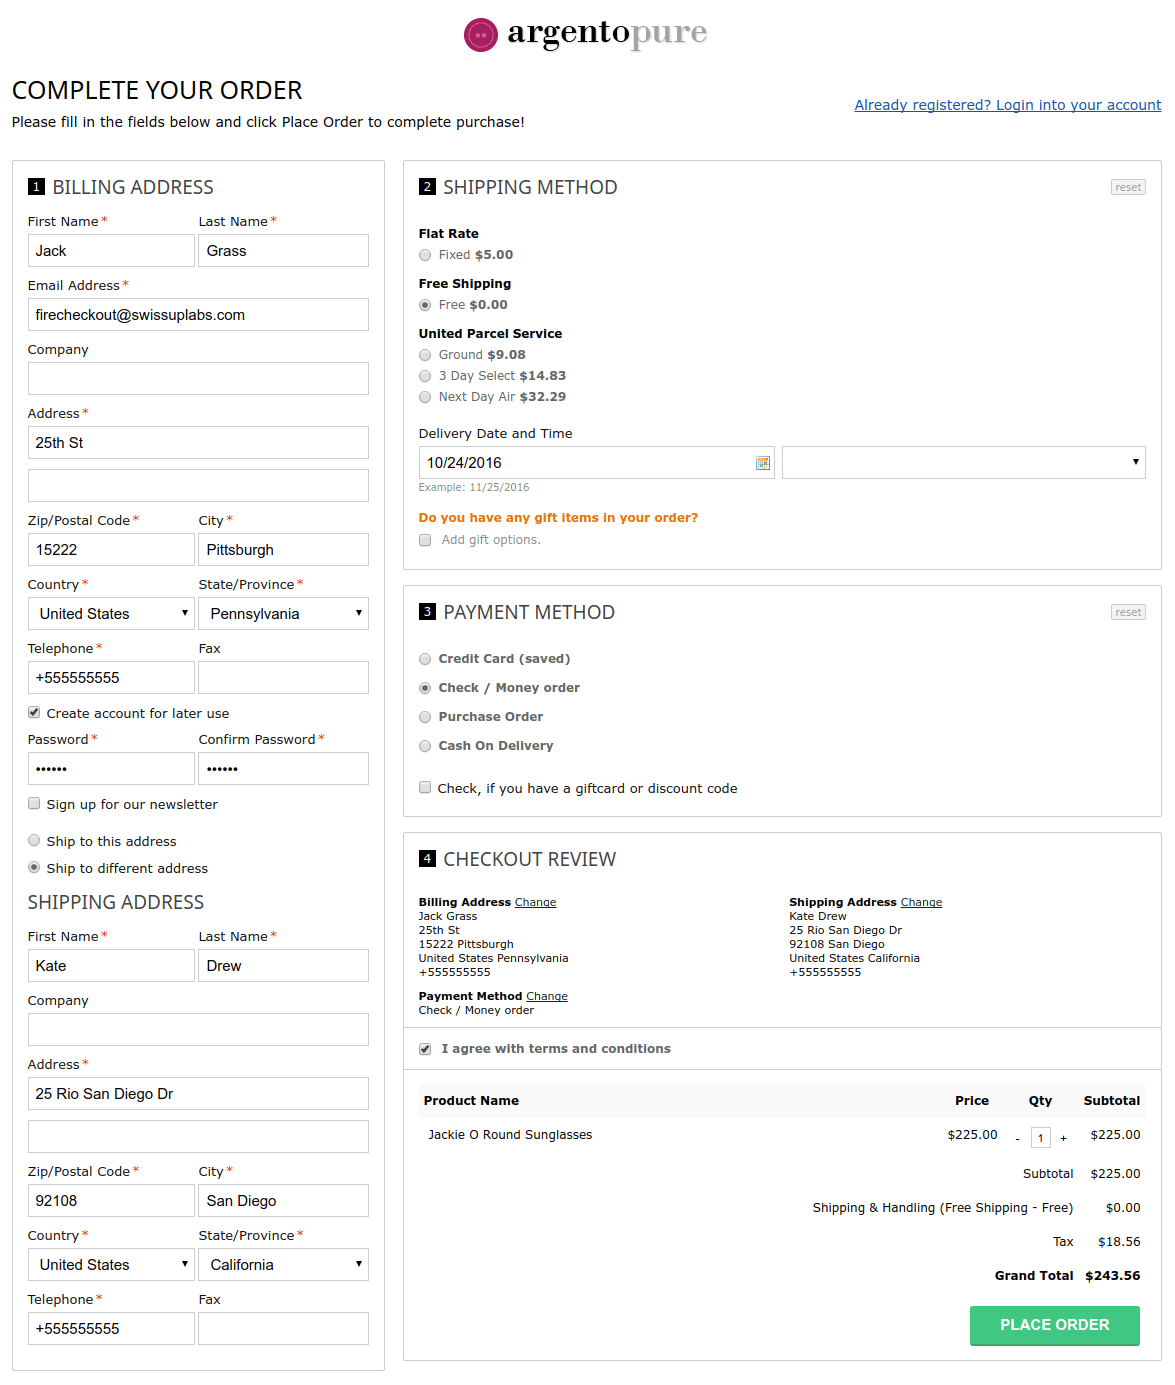 argentopure
COMPLETE YOUR ORDER
Already registered? Login into your account
Please fill in the fields below and click Place Order to complete purchase!
1 BILLING ADDRESS
First Name* Last Name*
Jack Grass
Email Address*
firecheckout@swissuplabs.com
Company
Address*
25th St
Zip/Postal Code* City*
15222 Pittsburgh
Country* State/Province*
United States Pennsylvania
Telephone* Fax
+555555555
Create account for later use
Password* Confirm Password*
•••••• ••••••
Sign up for our newsletter
Ship to this address
Ship to different address
SHIPPING ADDRESS
First Name* Last Name*
Kate Drew
Company
Address*
25 Rio San Diego Dr
Zip/Postal Code* City*
92108 San Diego
Country* State/Province*
United States California
Telephone* Fax
+555555555
2 SHIPPING METHOD reset
Flat Rate
Fixed $5.00
Free Shipping
Free $0.00
United Parcel Service
Ground $9.08
3 Day Select $14.83
Next Day Air $32.29
Delivery Date and Time
10/24/2016
Example: 11/25/2016
Do you have any gift items in your order?
Add gift options.
3 PAYMENT METHOD reset
Credit Card (saved)
Check / Money order
Purchase Order
Cash On Delivery
Check, if you have a giftcard or discount code
4 CHECKOUT REVIEW
Billing Address Change
Jack Grass
25th St
15222 Pittsburgh
United States Pennsylvania
+555555555
Shipping Address Change
Kate Drew
25 Rio San Diego Dr
92108 San Diego
United States California
+555555555
Payment Method Change
Check / Money order
I agree with terms and conditions
Product Name Price Qty Subtotal
Jackie O Round Sunglasses $225.00 - 1 + $225.00
Subtotal $225.00
Shipping & Handling (Free Shipping - Free) $0.00
Tax $18.56
Grand Total $243.56
PLACE ORDER